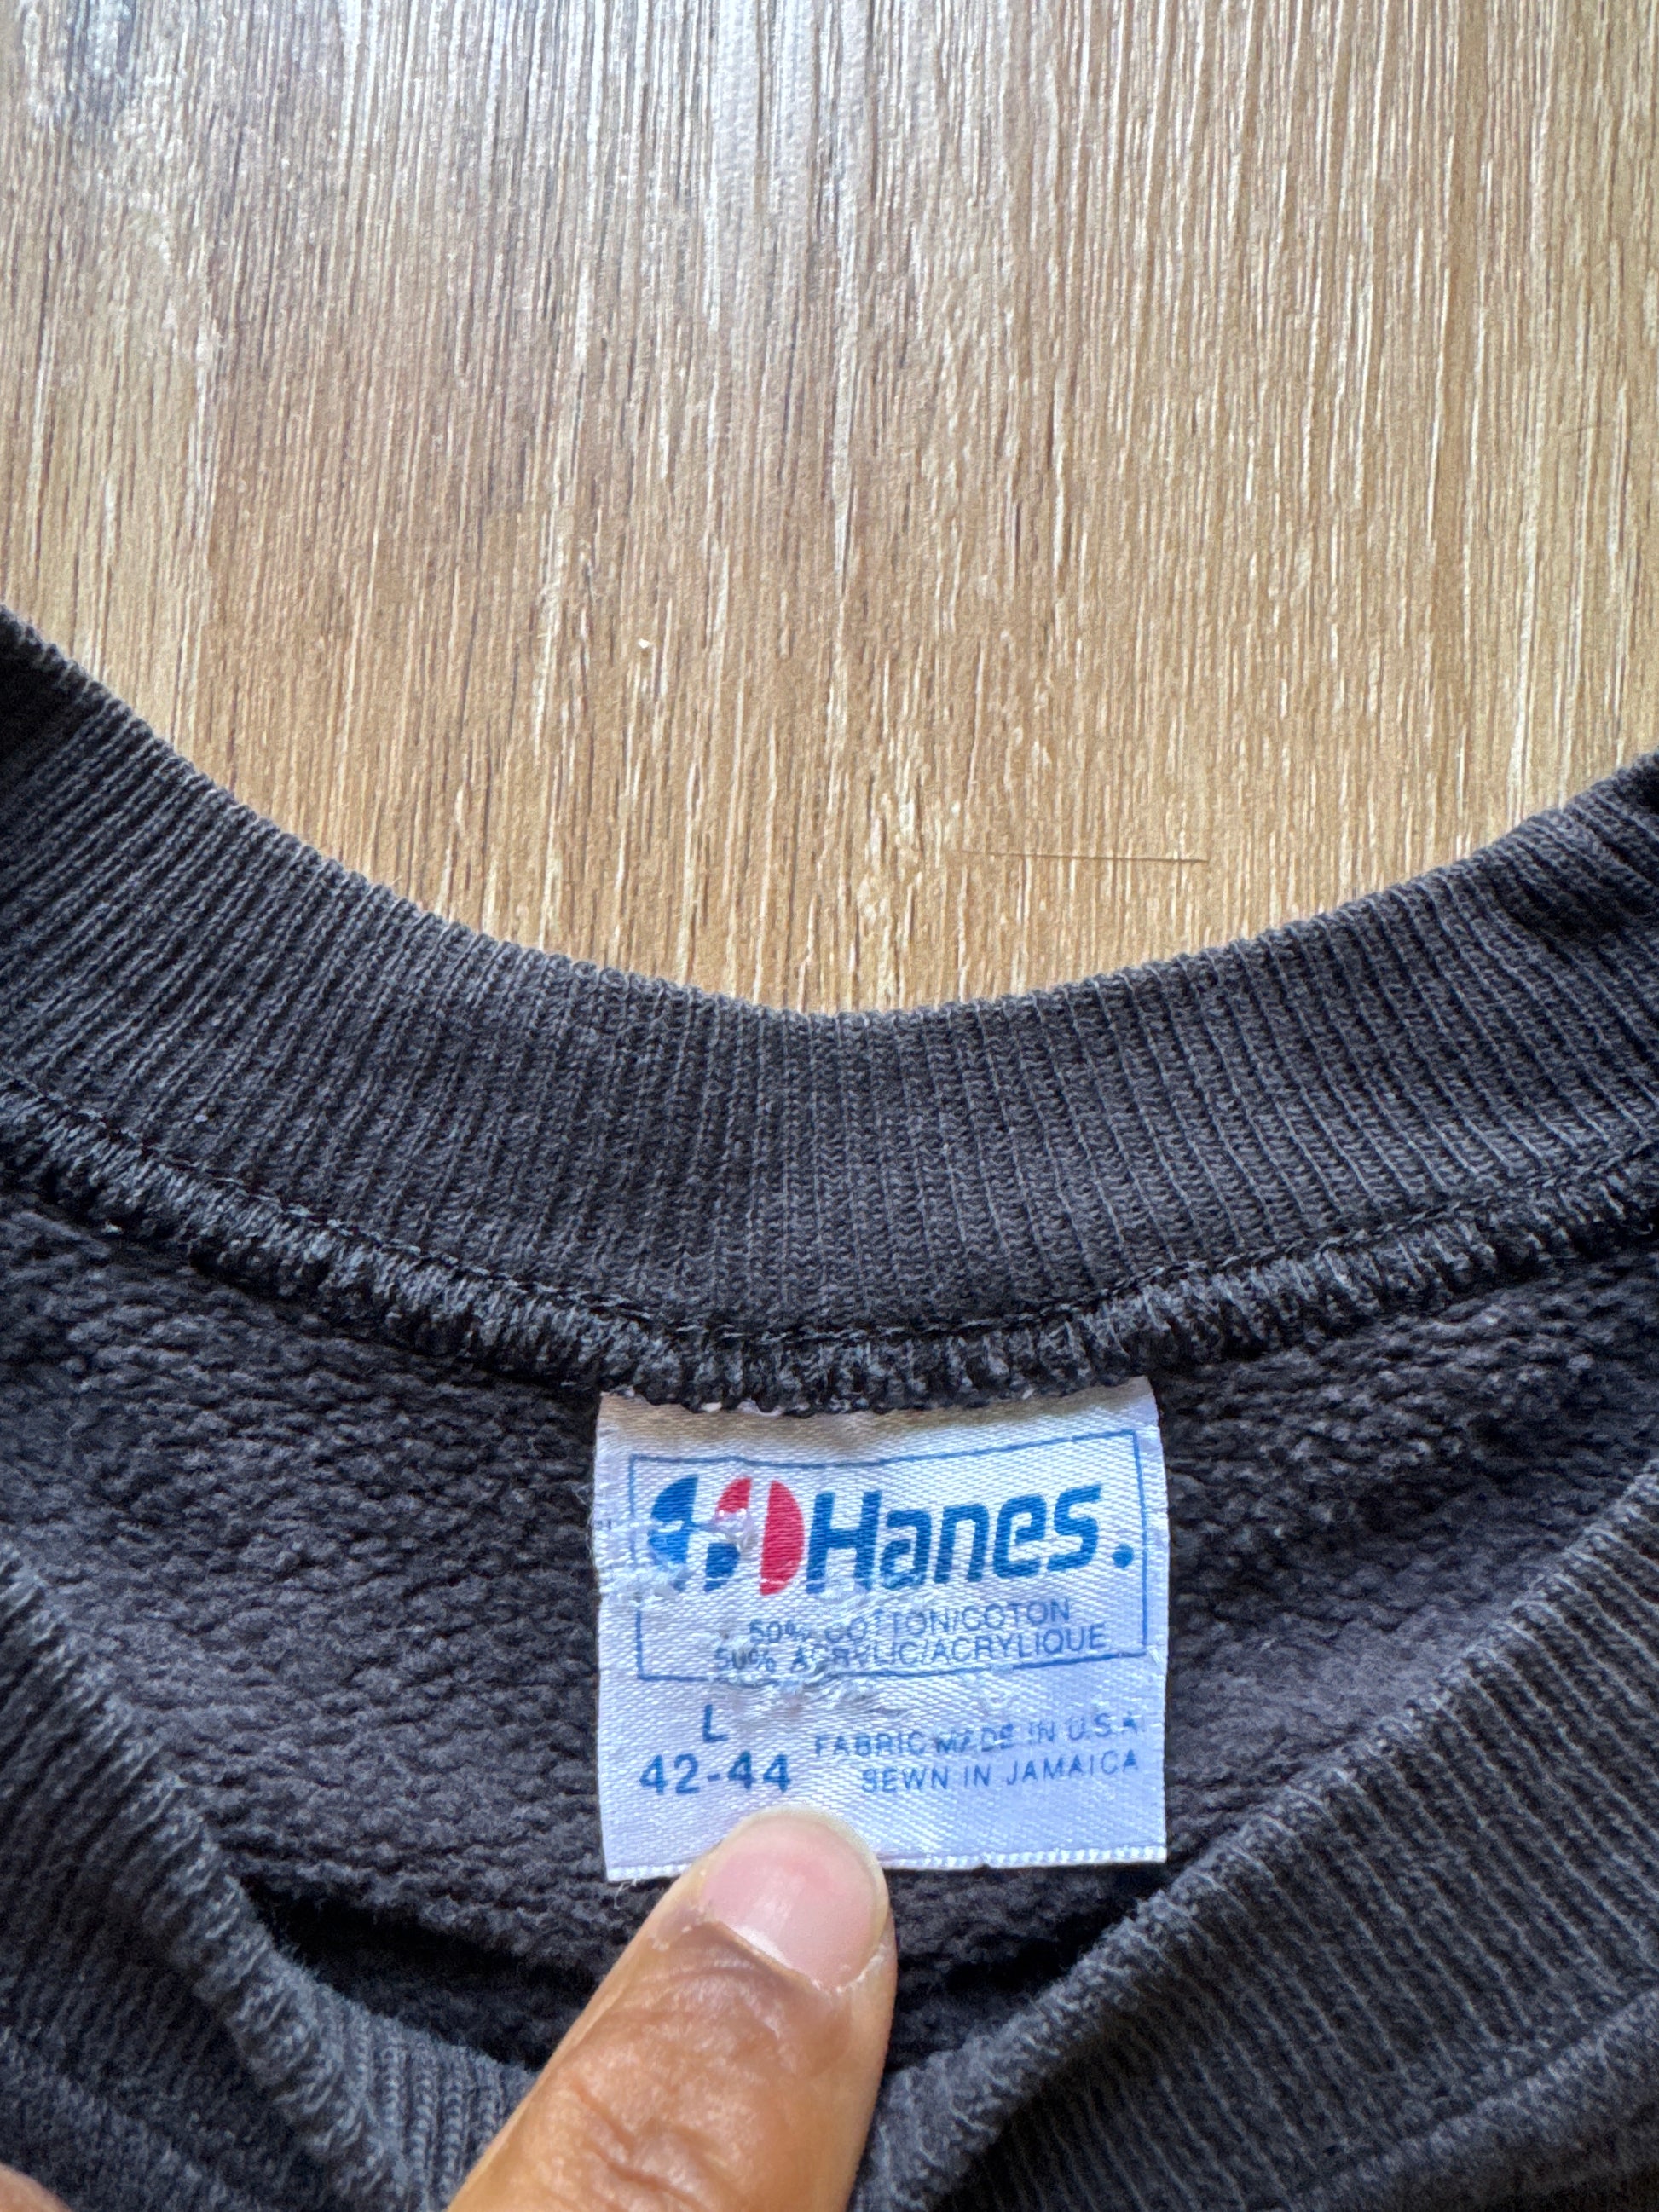 Hanes.
50% COTTON/COTON
50% ACRYLIC/ACRYLIQUE
L
42-44
FABRIC MADE IN U.S.A.
SEWN IN JAMAICA